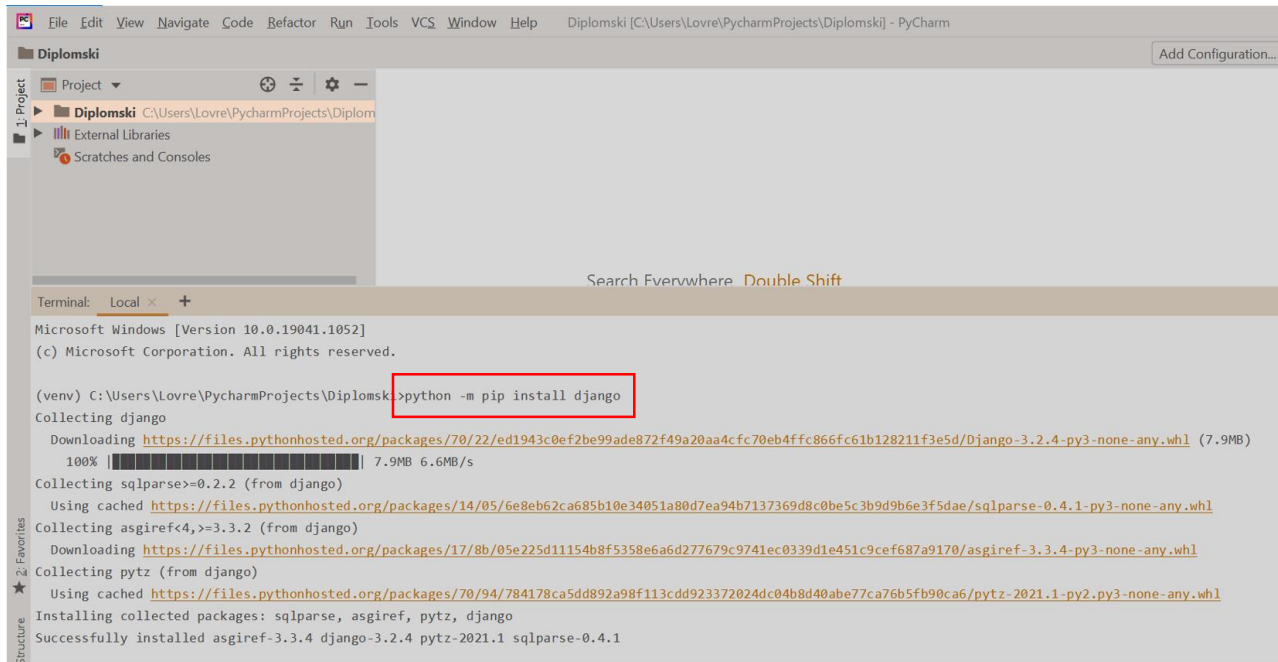 File Edit View Navigate Code Refactor Run Tools VCS Window Help Diplomski [C:\Users\Lovre\PycharmProjects\Diplomski] - PyCharm
Diplomski Add Configuration...
1: Project
Project
Diplomski C:\Users\Lovre\PycharmProjects\Diplom
External Libraries
Scratches and Consoles
Search Everywhere Double Shift
Terminal: Local × +
Microsoft Windows [Version 10.0.19041.1052]
(c) Microsoft Corporation. All rights reserved.
(venv) C:\Users\Lovre\PycharmProjects\Diplomski>python -m pip install django
Collecting django
Downloading https://files.pythonhosted.org/packages/70/22/ed1943c0ef2be99ade872f49a20aa4cfc70eb4ffc866fc61b128211f3e5d/Django-3.2.4-py3-none-any.whl (7.9MB)
100% |████████████████████████████████| 7.9MB 6.6MB/s
Collecting sqlparse>=0.2.2 (from django)
Using cached https://files.pythonhosted.org/packages/14/05/6e8eb62ca685b10e34051a80d7ea94b7137369d8c0be5c3b9d9b6e3f5dae/sqlparse-0.4.1-py3-none-any.whl
Collecting asgiref<4,>=3.3.2 (from django)
Downloading https://files.pythonhosted.org/packages/17/8b/05e225d11154b8f5358e6a6d277679c9741ec0339d1e451c9cef687a9170/asgiref-3.3.4-py3-none-any.whl
Collecting pytz (from django)
Using cached https://files.pythonhosted.org/packages/70/94/784178ca5dd892a98f113cdd923372024dc04b8d40abe77ca76b5fb90ca6/pytz-2021.1-py2.py3-none-any.whl
Installing collected packages: sqlparse, asgiref, pytz, django
Successfully installed asgiref-3.3.4 django-3.2.4 pytz-2021.1 sqlparse-0.4.1
2: Favorites
Structure